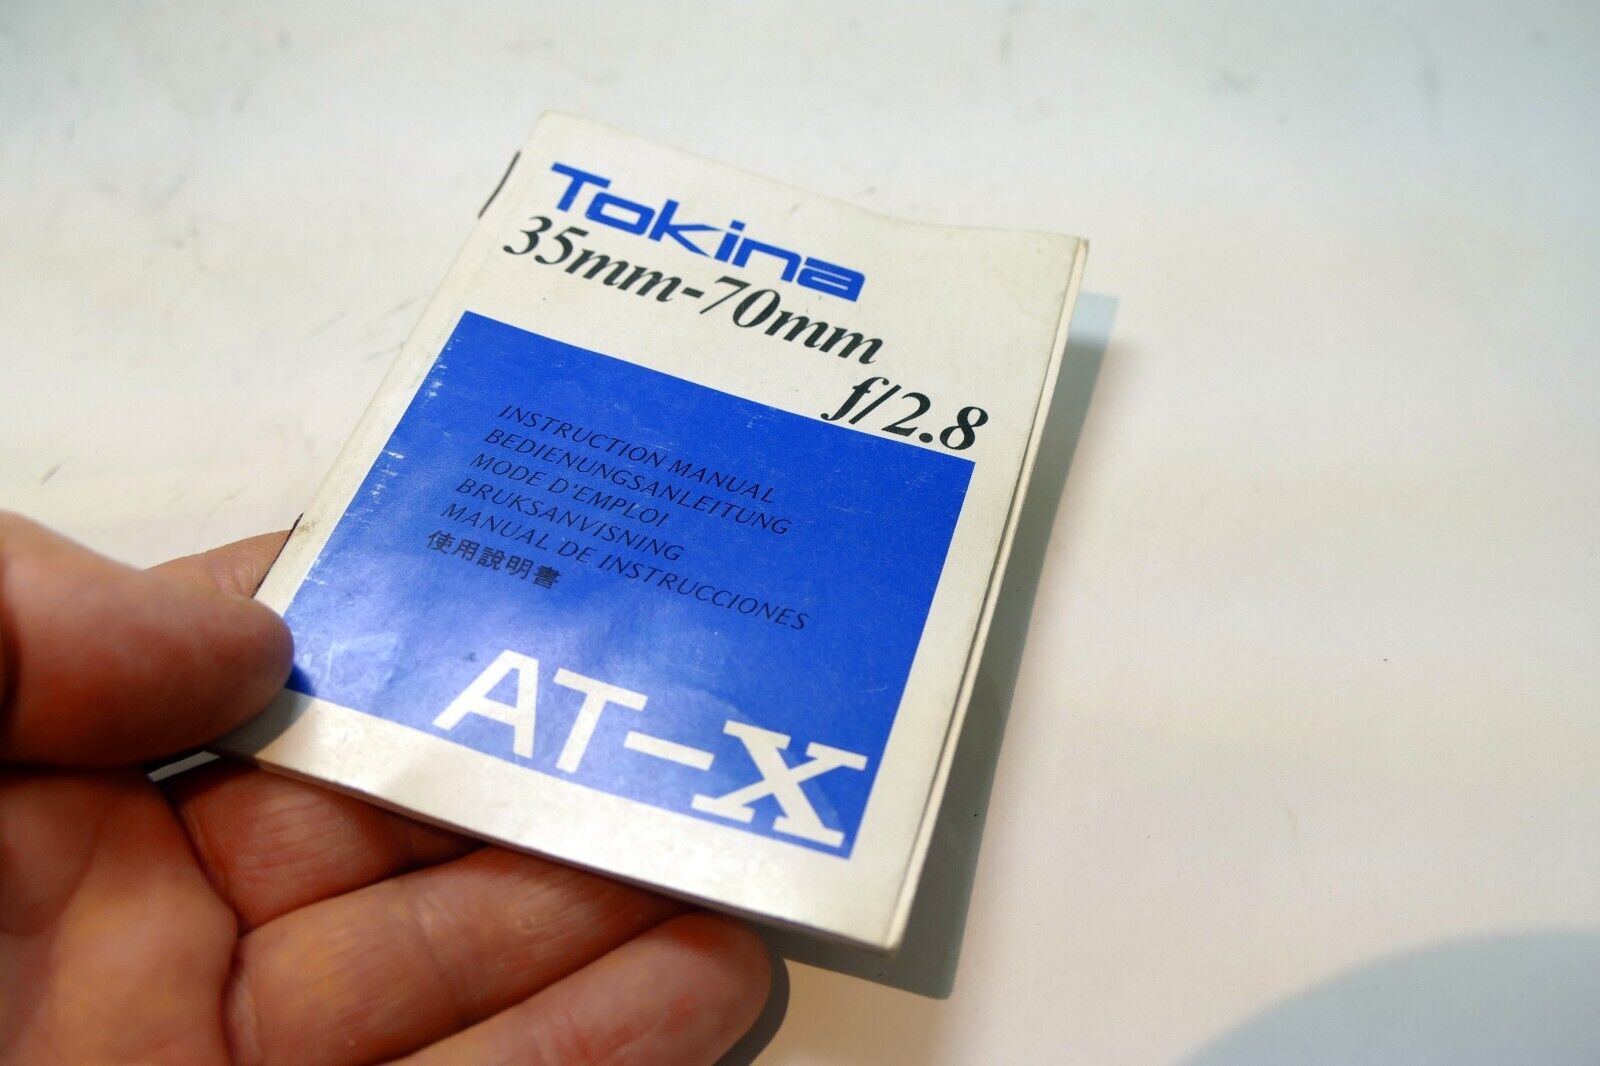 Tokina
35mm-70mm
f/2.8
INSTRUCTION MANUAL
BEDIENUNGSANLEITUNG
MODE D'EMPLOI
BRUKSANVISNING
MANUAL DE INSTRUCCIONES
使用說明書
AT-X